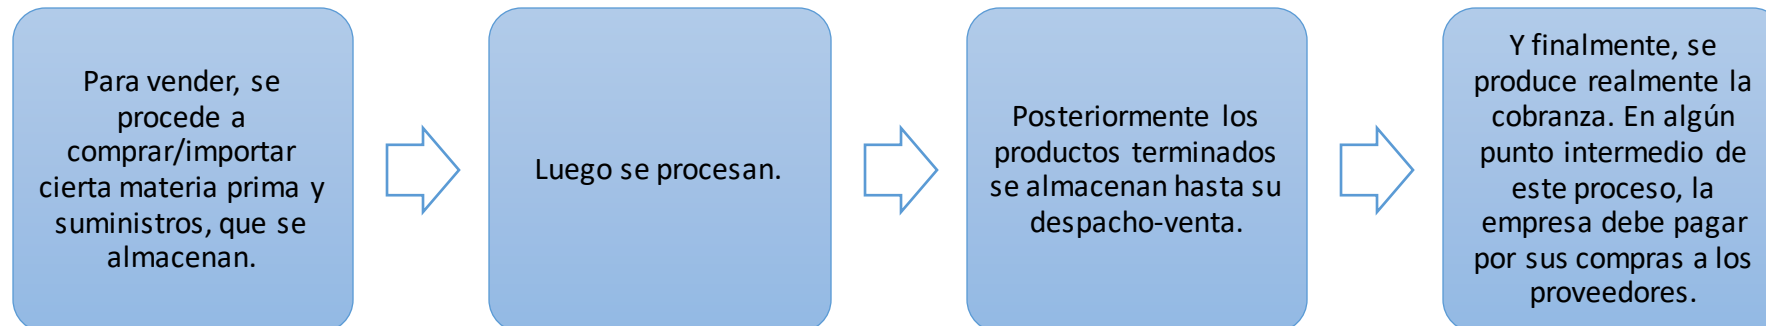 Para vender, se
procede a
comprar/importar
cierta materia prima y
suministros, que se
almacenan.
Luego se procesan.
Posteriormente los
productos terminados
se almacenan hasta su
despacho-venta.
Y finalmente, se
produce realmente la
cobranza. En algún
punto intermedio de
este proceso, la
empresa debe pagar
por sus compras a los
proveedores.